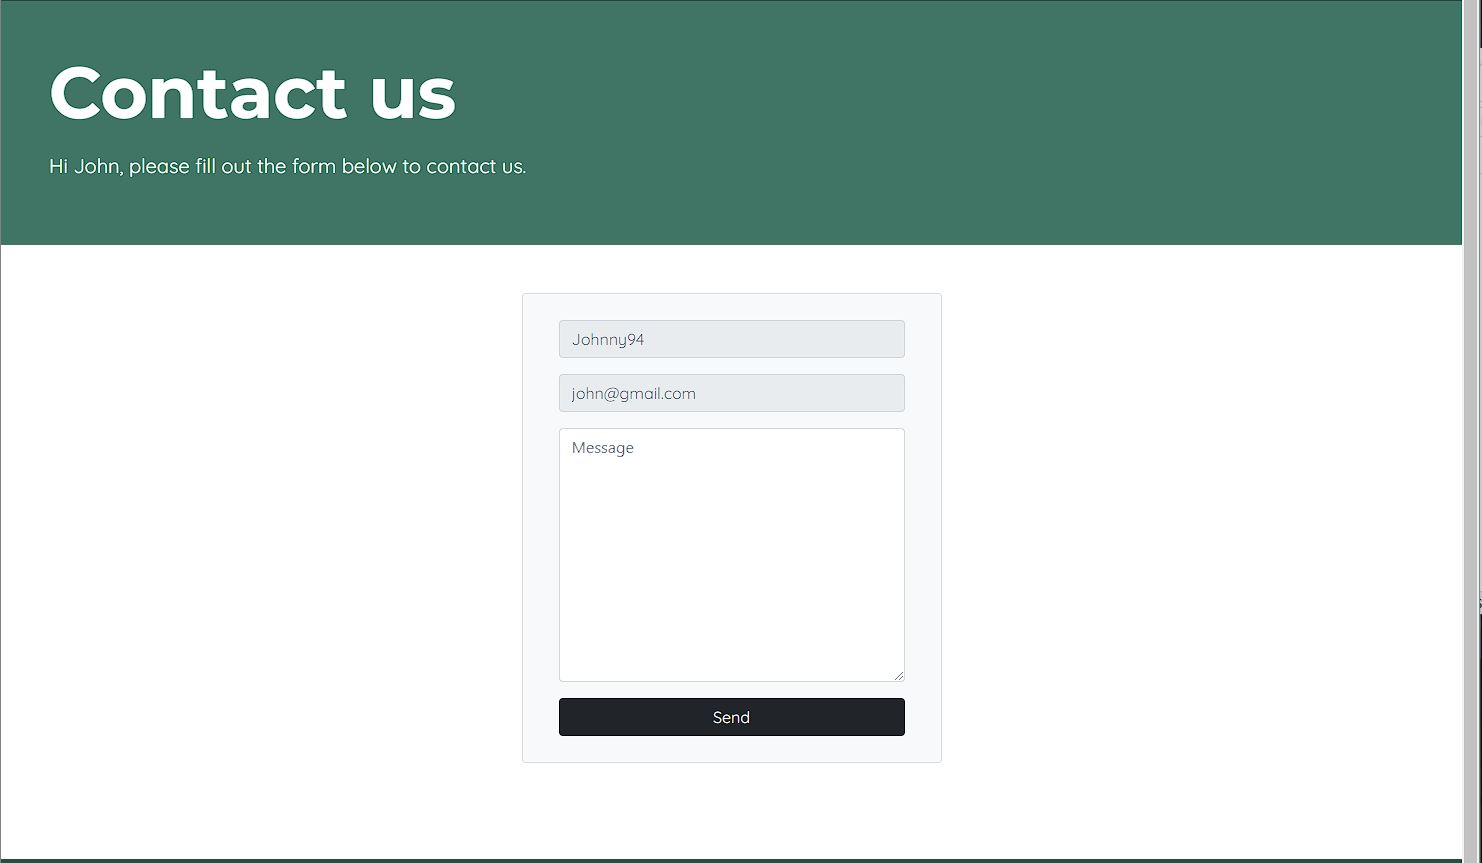 Contact us
Hi John, please fill out the form below to contact us.
Johnny94
john@gmail.com
Message
Send